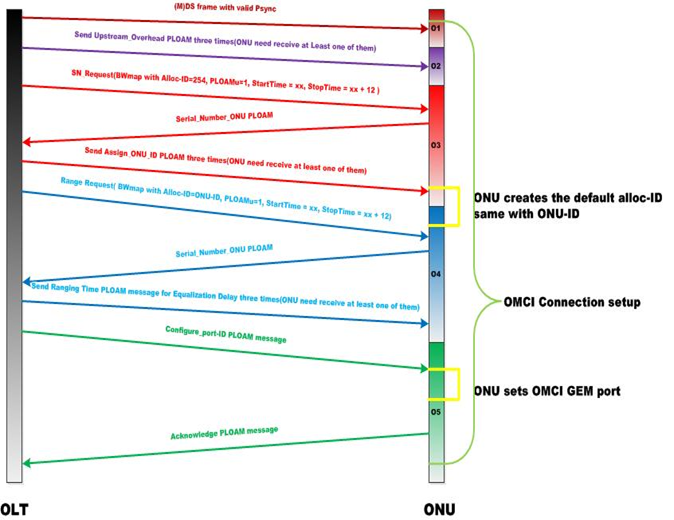 (M)DS frame with valid Psync
01
Send Upstream_Overhead PLOAM three times(ONU need receive at Least one of them)
02
SN_Request(BWmap with Alloc-ID=254, PLOAMu=1, StartTime = xx, StopTime = xx + 12 )
Serial_Number_ONU PLOAM
03
Send Assign_ONU_ID PLOAM three times(ONU need receive at least one of them)
Range Request( BWmap with Alloc-ID=ONU-ID, PLOAMu=1, StartTime = xx, StopTime = xx + 12)
ONU creates the default alloc-ID
same with ONU-ID
Serial_Number_ONU PLOAM
04
Send Ranging Time PLOAM message for Equalization Delay three times(ONU need receive at least one of them)
OMCI Connection setup
Configure_port-ID PLOAM message
ONU sets OMCI GEM port
05
Acknowledge PLOAM message
OLT
ONU